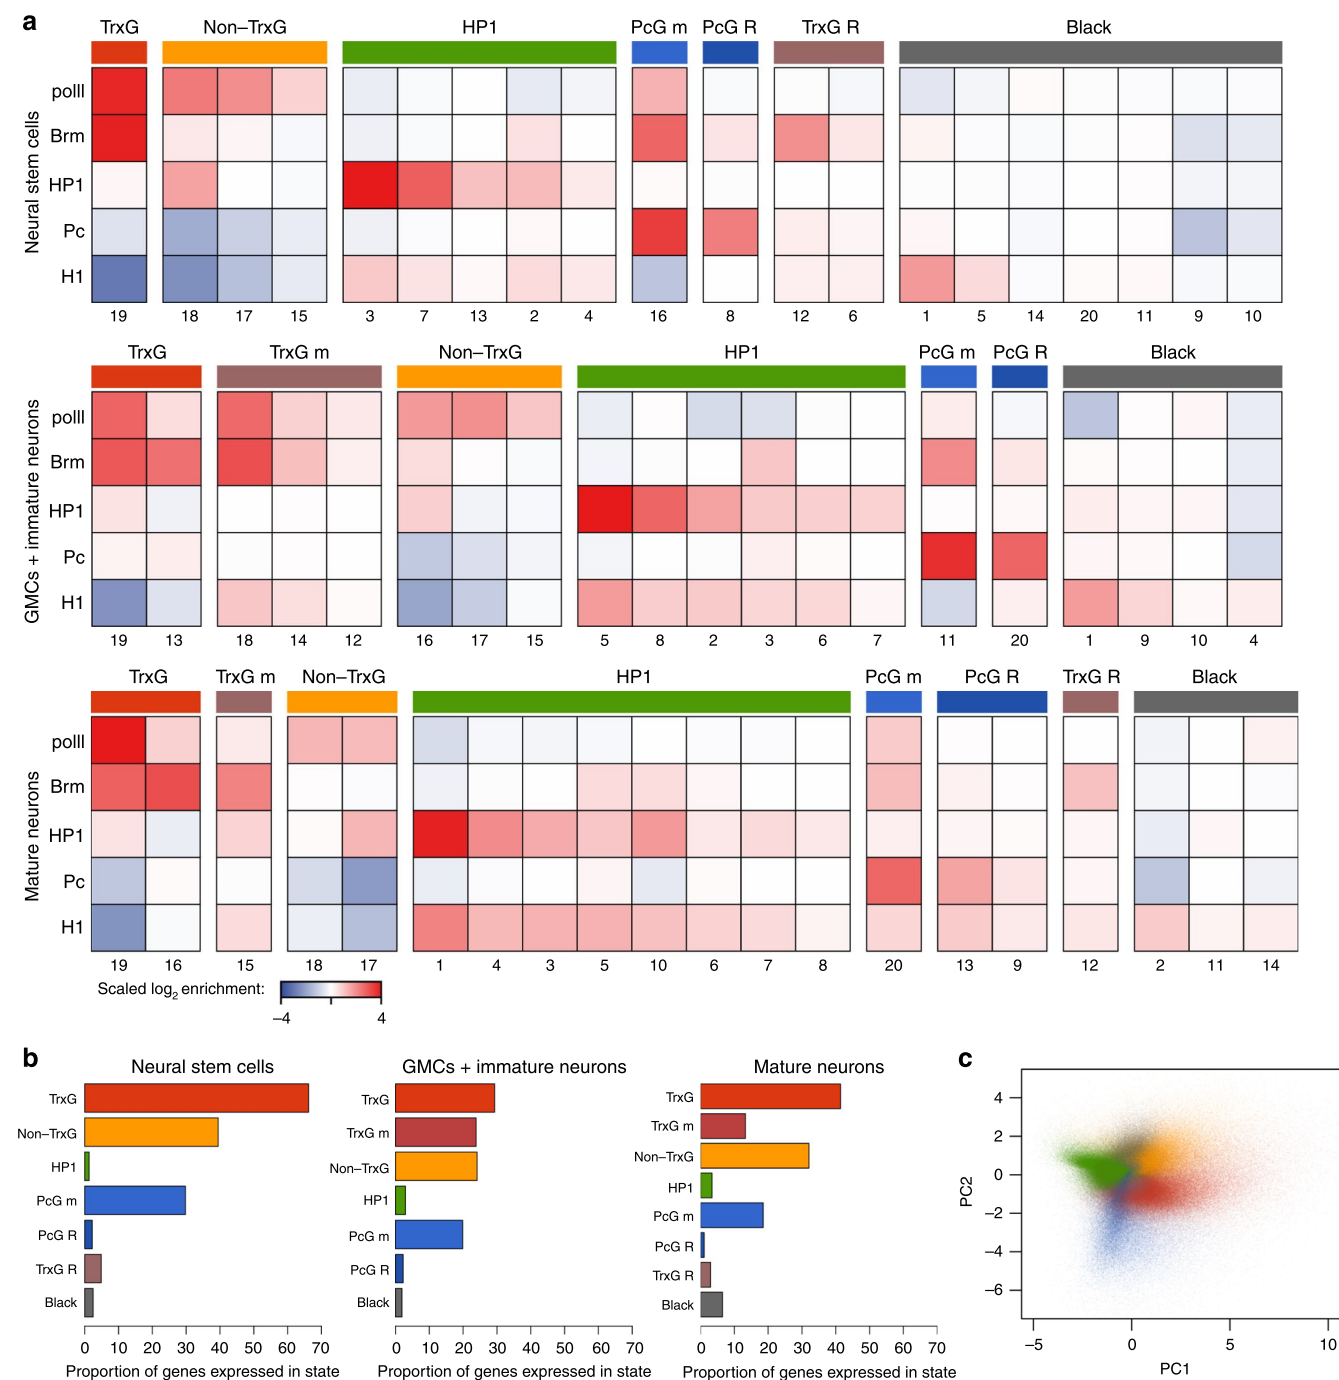 a
TrxG Non–TrxG HP1 PcG m PcG R TrxG R Black
Neural stem cells
polII
Brm
HP1
Pc
H1
19 18 17 15 3 7 13 2 4 16 8 12 6 1 5 14 20 11 9 10
TrxG TrxG m Non–TrxG HP1 PcG m PcG R Black
GMCs + immature neurons
polII
Brm
HP1
Pc
H1
19 13 18 14 12 16 17 15 5 8 2 3 6 7 11 20 1 9 10 4
TrxG TrxG m Non–TrxG HP1 PcG m PcG R TrxG R Black
Mature neurons
polII
Brm
HP1
Pc
H1
19 16 15 18 17 1 4 3 5 10 6 7 8 20 13 9 12 2 11 14
Scaled log2 enrichment:
–4 4
b
Neural stem cells
TrxG
Non–TrxG
HP1
PcG m
PcG R
TrxG R
Black
0 10 20 30 40 50 60 70
Proportion of genes expressed in state
GMCs + immature neurons
TrxG
TrxG m
Non–TrxG
HP1
PcG m
PcG R
Black
0 10 20 30 40 50 60 70
Proportion of genes expressed in state
Mature neurons
TrxG
TrxG m
Non–TrxG
HP1
PcG m
PcG R
TrxG R
Black
0 10 20 30 40 50 60 70
Proportion of genes expressed in state
c
PC2
4
2
0
–2
–4
–6
–5 0 5 10
PC1